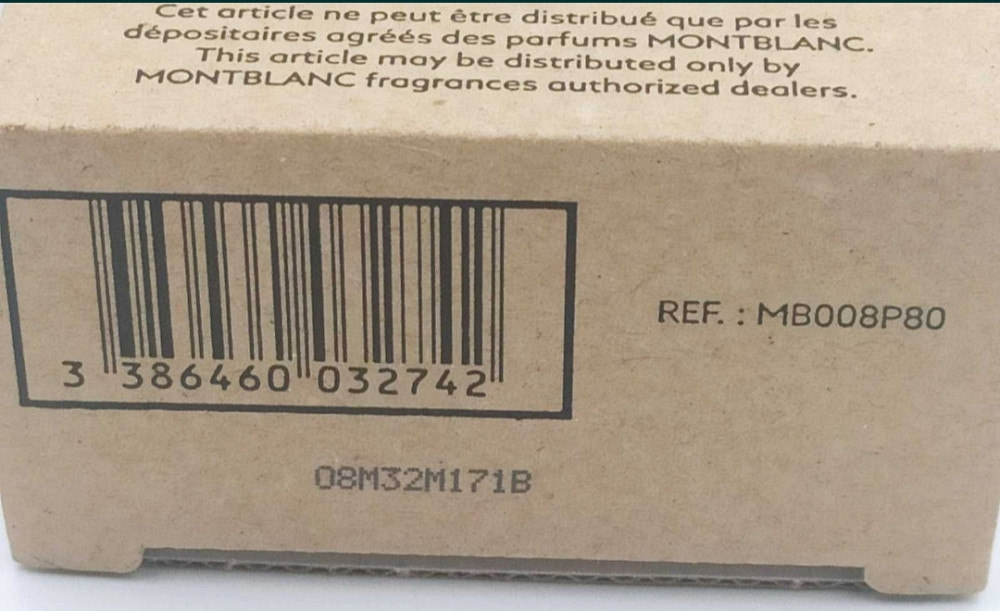 Cet article ne peut être distribué que par les
dépositaires agréés des parfums MONTBLANC.
This article may be distributed only by
MONTBLANC fragrances authorized dealers.
REF. : MB008P80
3 386460 032742
08M32M171B